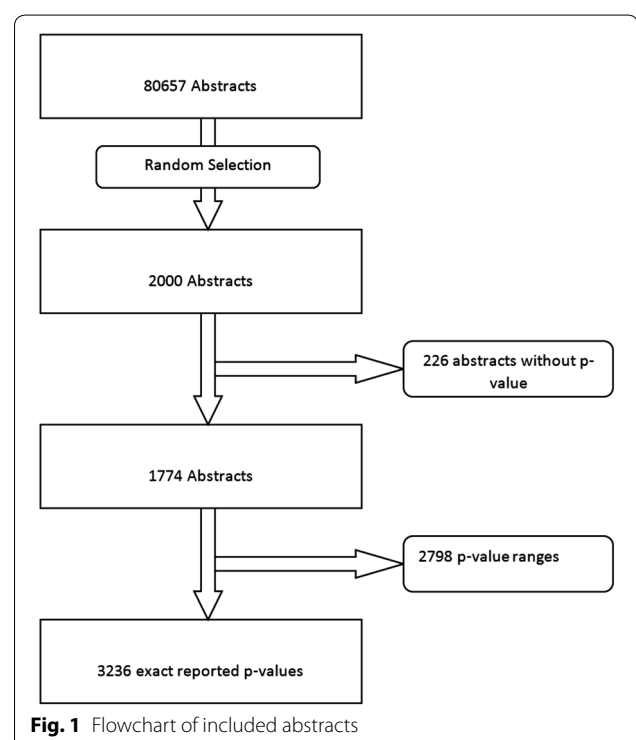 80657 Abstracts
Random Selection
2000 Abstracts
226 abstracts without p-
value
1774 Abstracts
2798 p-value ranges
3236 exact reported p-values
Fig. 1 Flowchart of included abstracts